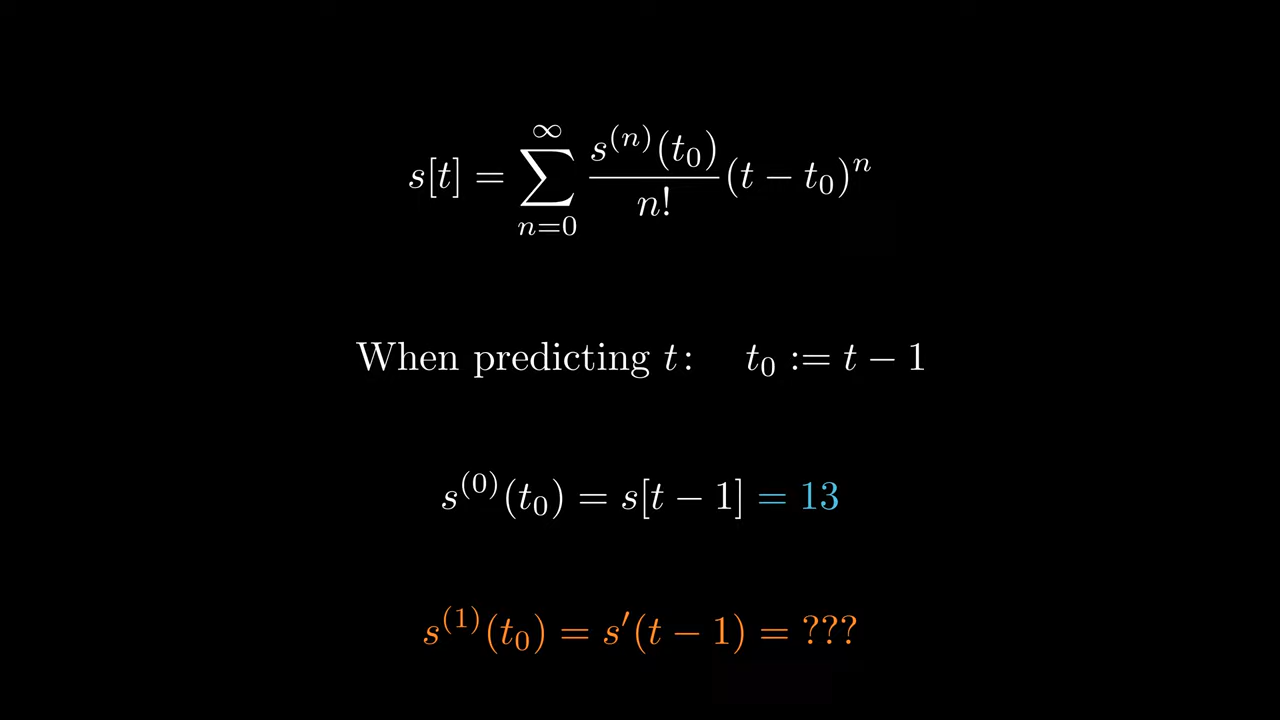 s[t] = \sum_{n=0}^{\infty} \frac{s^{(n)}(t_0)}{n!}(t - t_0)^n
When predicting t: t_0 := t − 1
s^{(0)}(t_0) = s[t − 1] = 13
s^{(1)}(t_0) = s′(t − 1) = ???